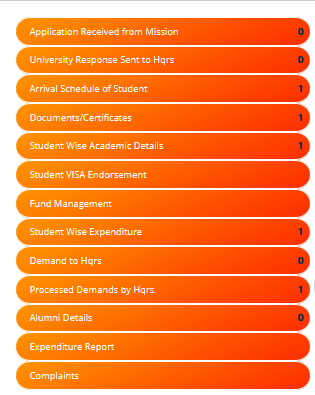 Application Received from Mission 0
University Response Sent to Hqrs 0
Arrival Schedule of Student 1
Documents/Certificates 1
Student Wise Academic Details 1
Student VISA Endorsement
Fund Management
Student Wise Expenditure 1
Demand to Hqrs 0
Processed Demands by Hqrs. 1
Alumni Details 0
Expenditure Report
Complaints